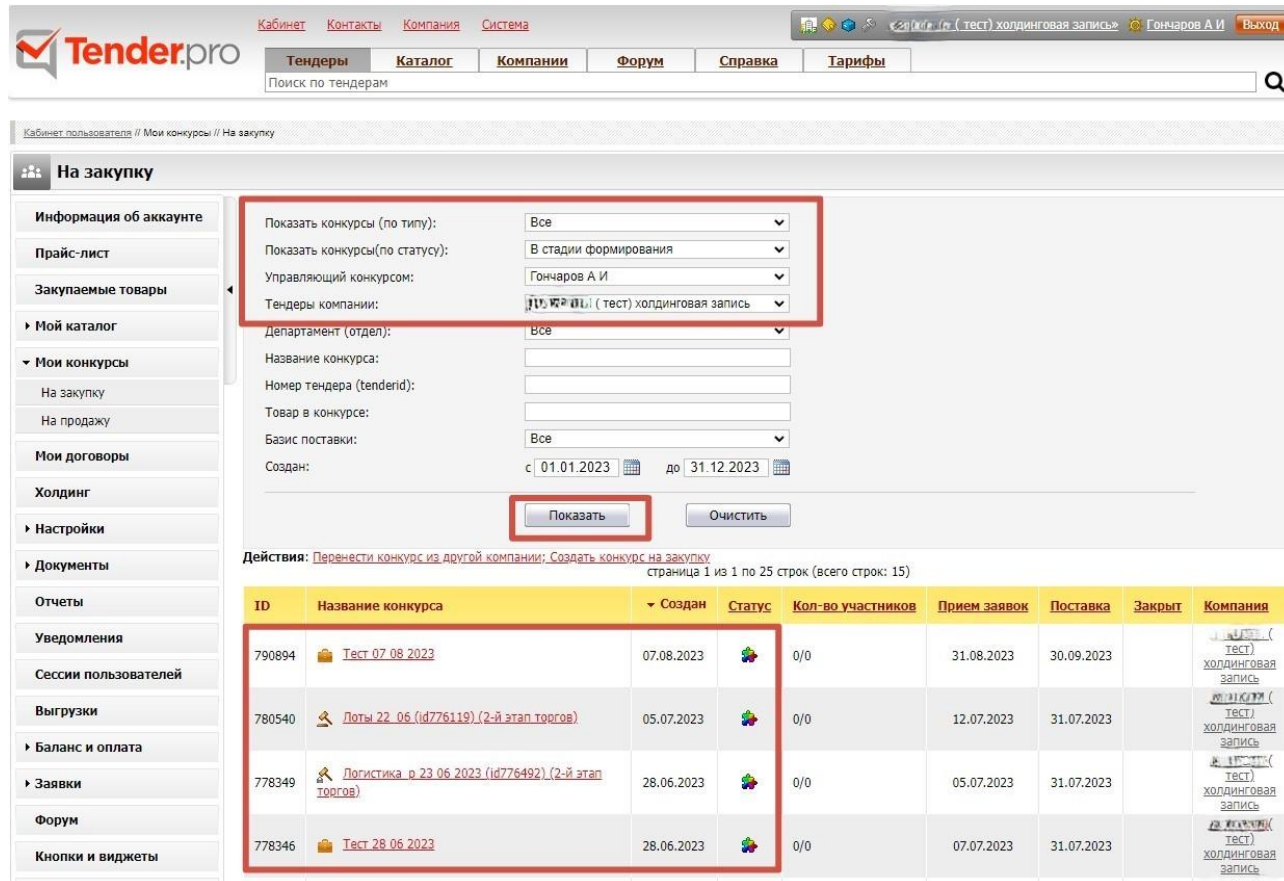 Кабинет Контакты Компания Система
( тест) холдинговая запись» Гончаров А И Выход
Tender.pro
Тендеры Каталог Компании Форум Справка Тарифы
Поиск по тендерам
Кабинет пользователя // Мои конкурсы // На закупку
На закупку
Информация об аккаунте
Прайс-лист
Закупаемые товары
Мой каталог
Мои конкурсы
На закупку
На продажу
Мои договоры
Холдинг
Настройки
Документы
Отчеты
Уведомления
Сессии пользователей
Выгрузки
Баланс и оплата
Заявки
Форум
Кнопки и виджеты
Показать конкурсы (по типу): Все
Показать конкурсы(по статусу): В стадии формирования
Управляющий конкурсом: Гончаров А И
Тендеры компании: ( тест) холдинговая запись
Департамент (отдел): Все
Название конкурса:
Номер тендера (tenderid):
Товар в конкурсе:
Базис поставки: Все
Создан: с 01.01.2023 до 31.12.2023
Показать Очистить
Действия: Перенести конкурс из другой компании; Создать конкурс на закупку
страница 1 из 1 по 25 строк (всего строк: 15)
ID Название конкурса Создан Статус Кол-во участников Прием заявок Поставка Закрыт Компания
790894 Тест 07 08 2023 07.08.2023 0/0 31.08.2023 30.09.2023 (
тест)
холдинговая
запись
780540 Лоты 22_06 (id776119) (2-й этап торгов) 05.07.2023 0/0 12.07.2023 31.07.2023 (
тест)
холдинговая
запись
778349 Логистика_р 23 06 2023 (id776492) (2-й этап
торгов) 28.06.2023 0/0 05.07.2023 31.07.2023 (
тест)
холдинговая
запись
778346 Тест 28 06 2023 28.06.2023 0/0 07.07.2023 31.07.2023 (
тест)
холдинговая
запись